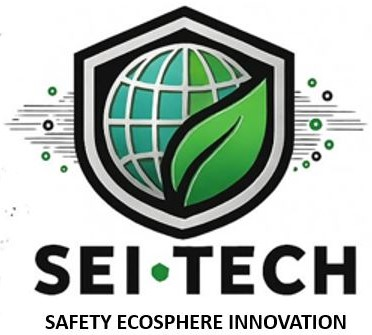 SEI•TECH
SAFETY ECOSPHERE INNOVATION